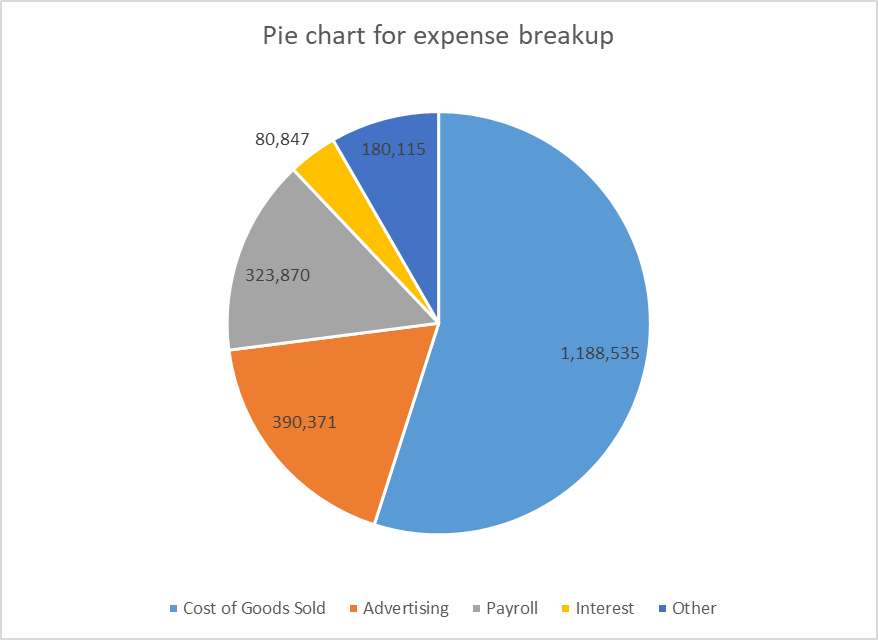 Pie chart for expense breakup
80,847
180,115
323,870
1,188,535
390,371
Cost of Goods Sold Advertising Payroll Interest Other